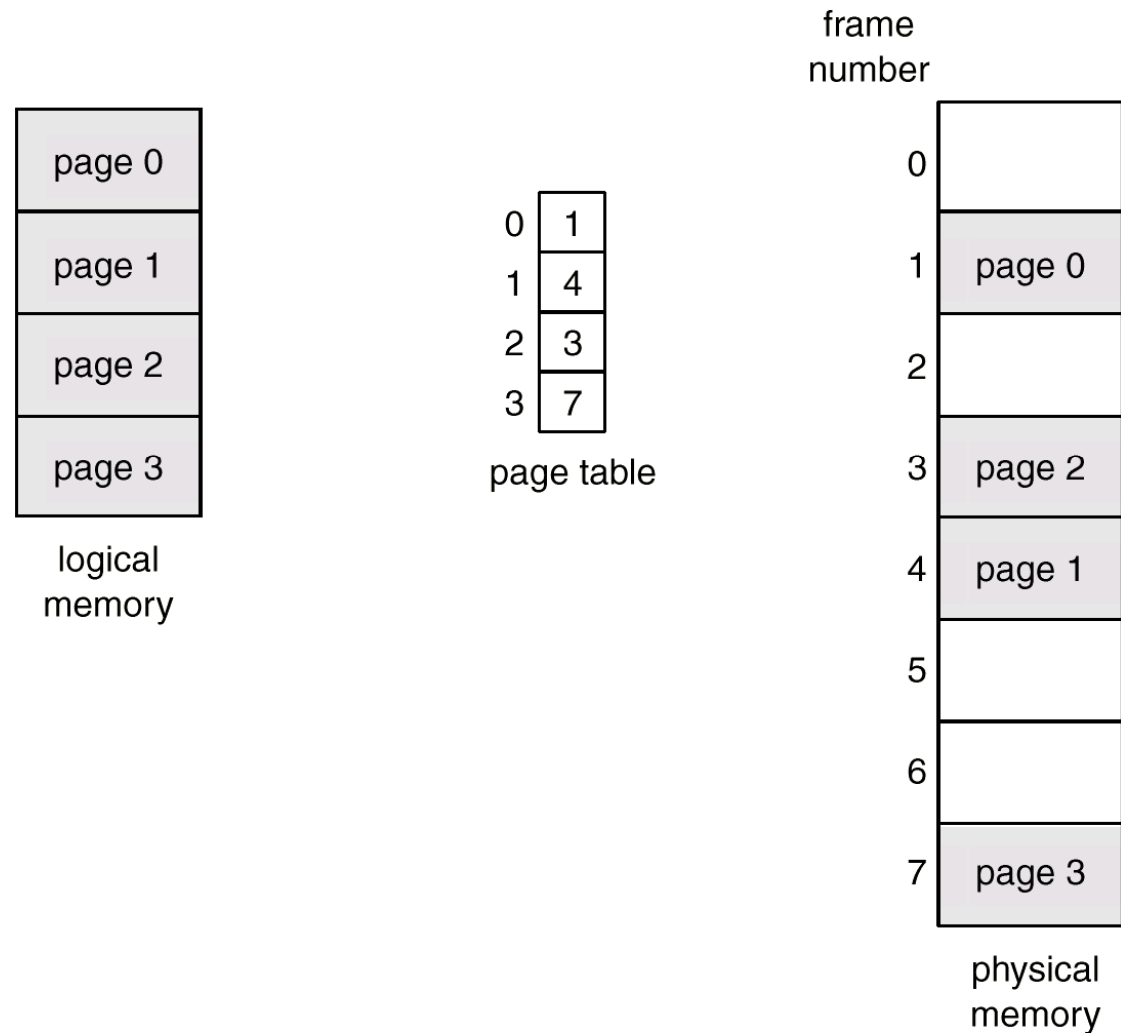 frame
number
page 0
page 1
page 2
page 3
logical
memory
0 1
1 4
2 3
3 7
page table
0
1 page 0
2
3 page 2
4 page 1
5
6
7 page 3
physical
memory